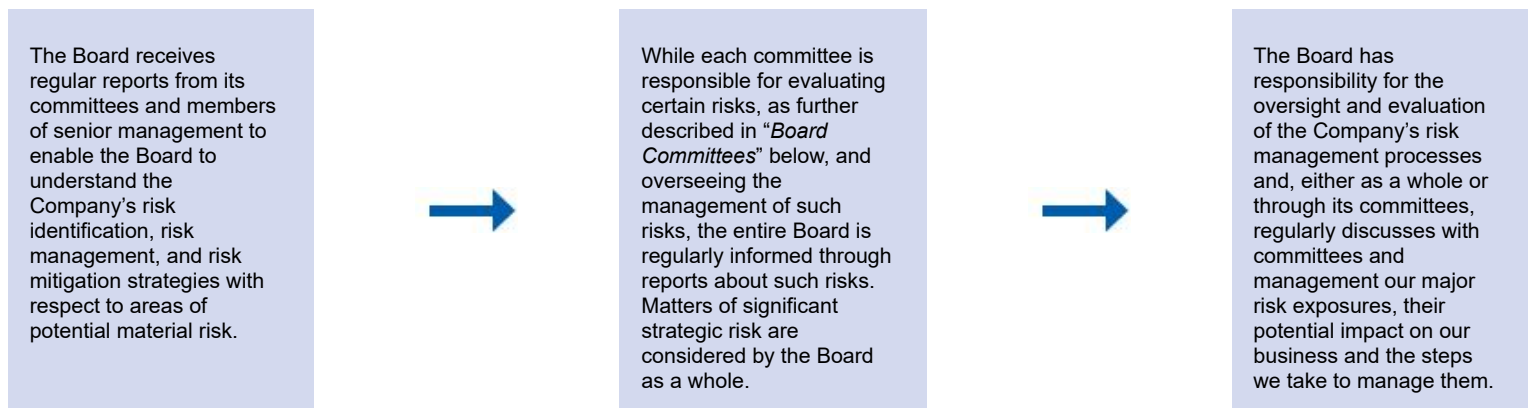 The Board receives
regular reports from its
committees and members
of senior management to
enable the Board to
understand the
Company’s risk
identification, risk
management, and risk
mitigation strategies with
respect to areas of
potential material risk.
While each committee is
responsible for evaluating
certain risks, as further
described in “Board
Committees” below, and
overseeing the
management of such
risks, the entire Board is
regularly informed through
reports about such risks.
Matters of significant
strategic risk are
considered by the Board
as a whole.
The Board has
responsibility for the
oversight and evaluation
of the Company’s risk
management processes
and, either as a whole or
through its committees,
regularly discusses with
committees and
management our major
risk exposures, their
potential impact on our
business and the steps
we take to manage them.